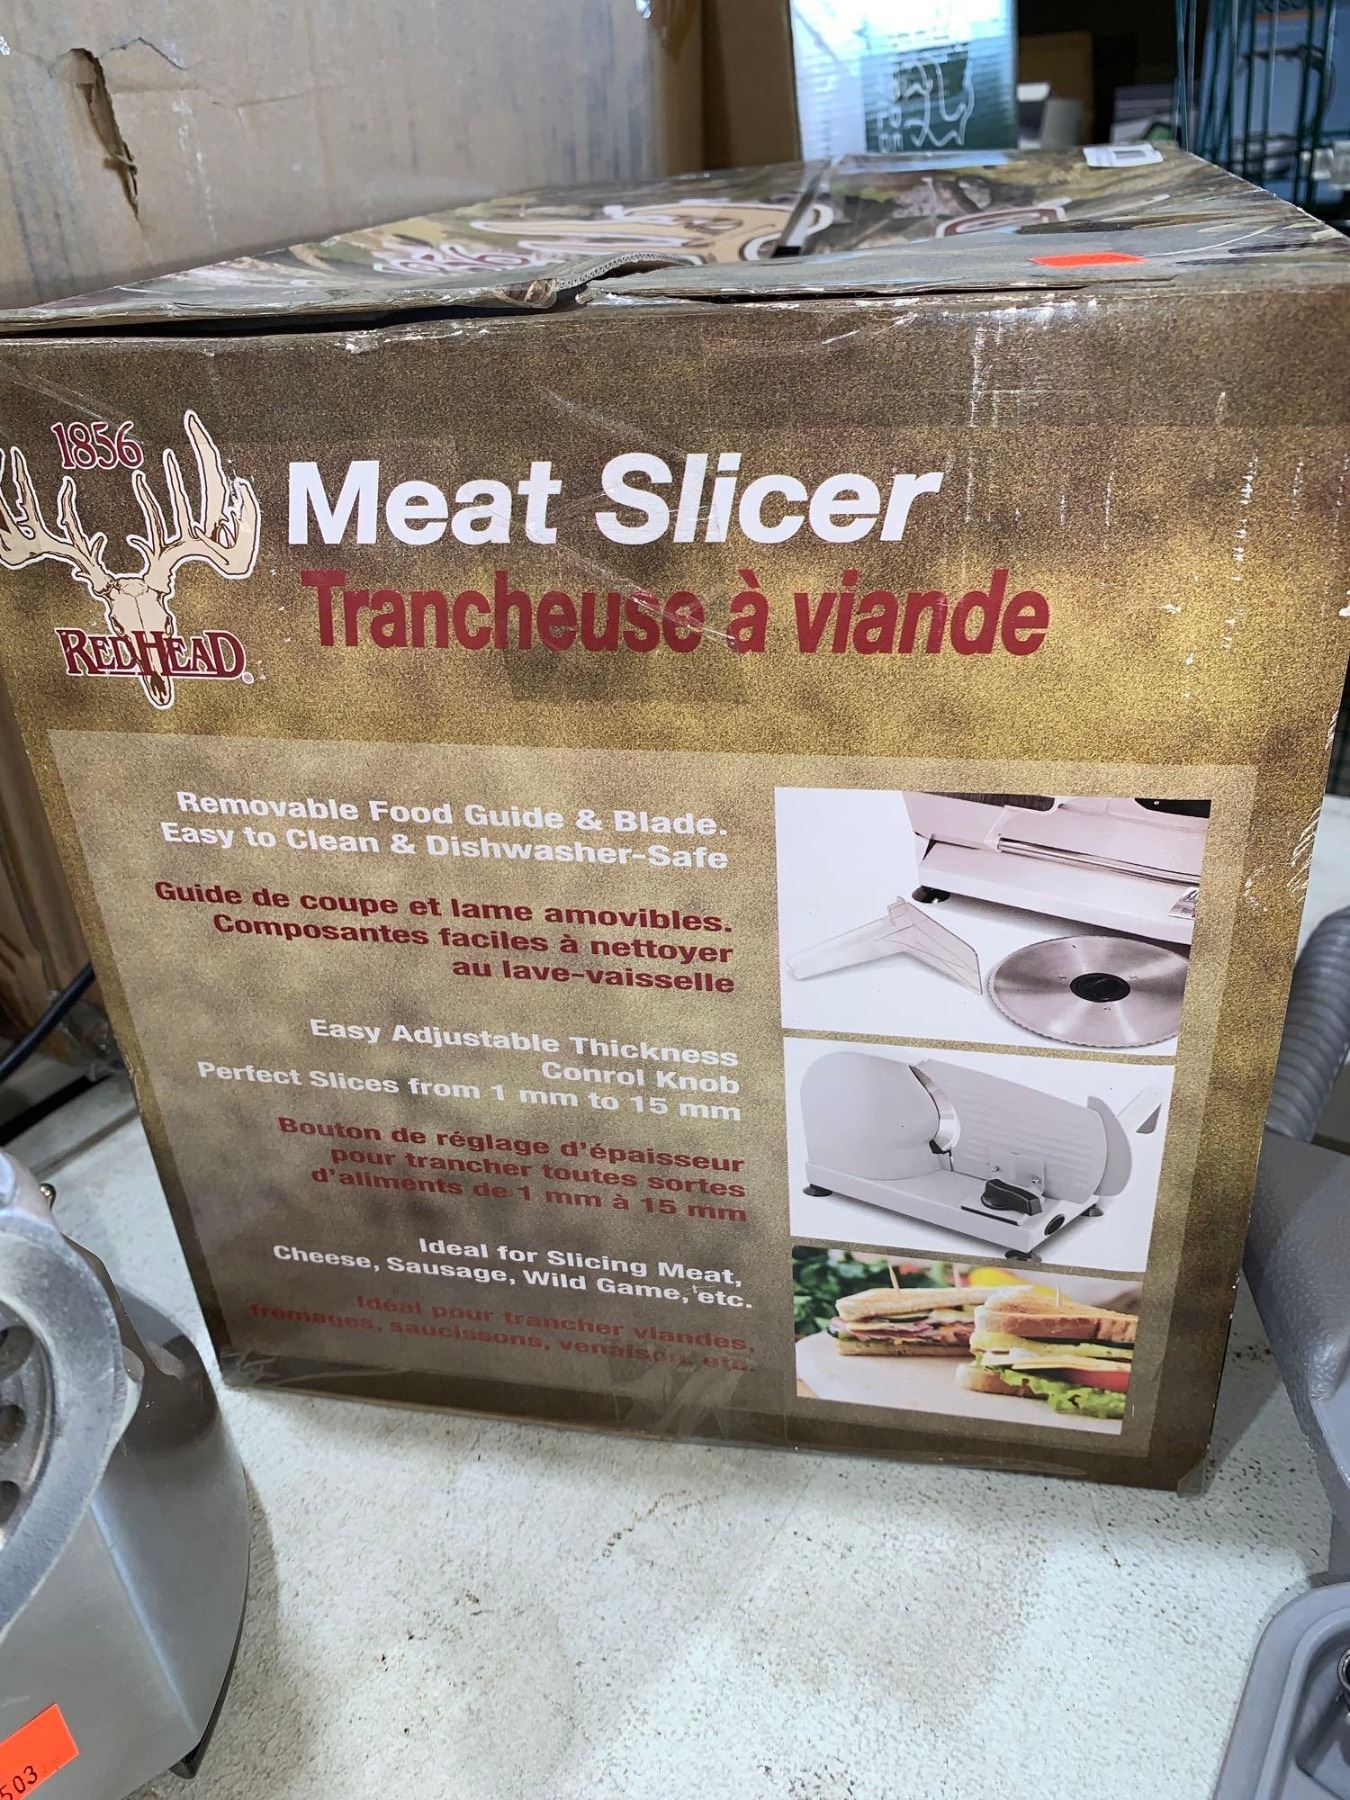 1856
REDHEAD
®
Meat Slicer
Trancheuse à viande
Removable Food Guide & Blade.
Easy to Clean & Dishwasher-Safe
Guide de coupe et lame amovibles.
Composantes faciles à nettoyer
au lave-vaisselle
Easy Adjustable Thickness
Conrol Knob
Perfect Slices from 1 mm to 15 mm
Bouton de réglage d'épaisseur
pour trancher toutes sortes
d'aliments de 1 mm à 15 mm
Ideal for Slicing Meat,
Cheese, Sausage, Wild Game, etc.
Idéal pour trancher viandes,
fromages, saucissons, venaison, etc.
503